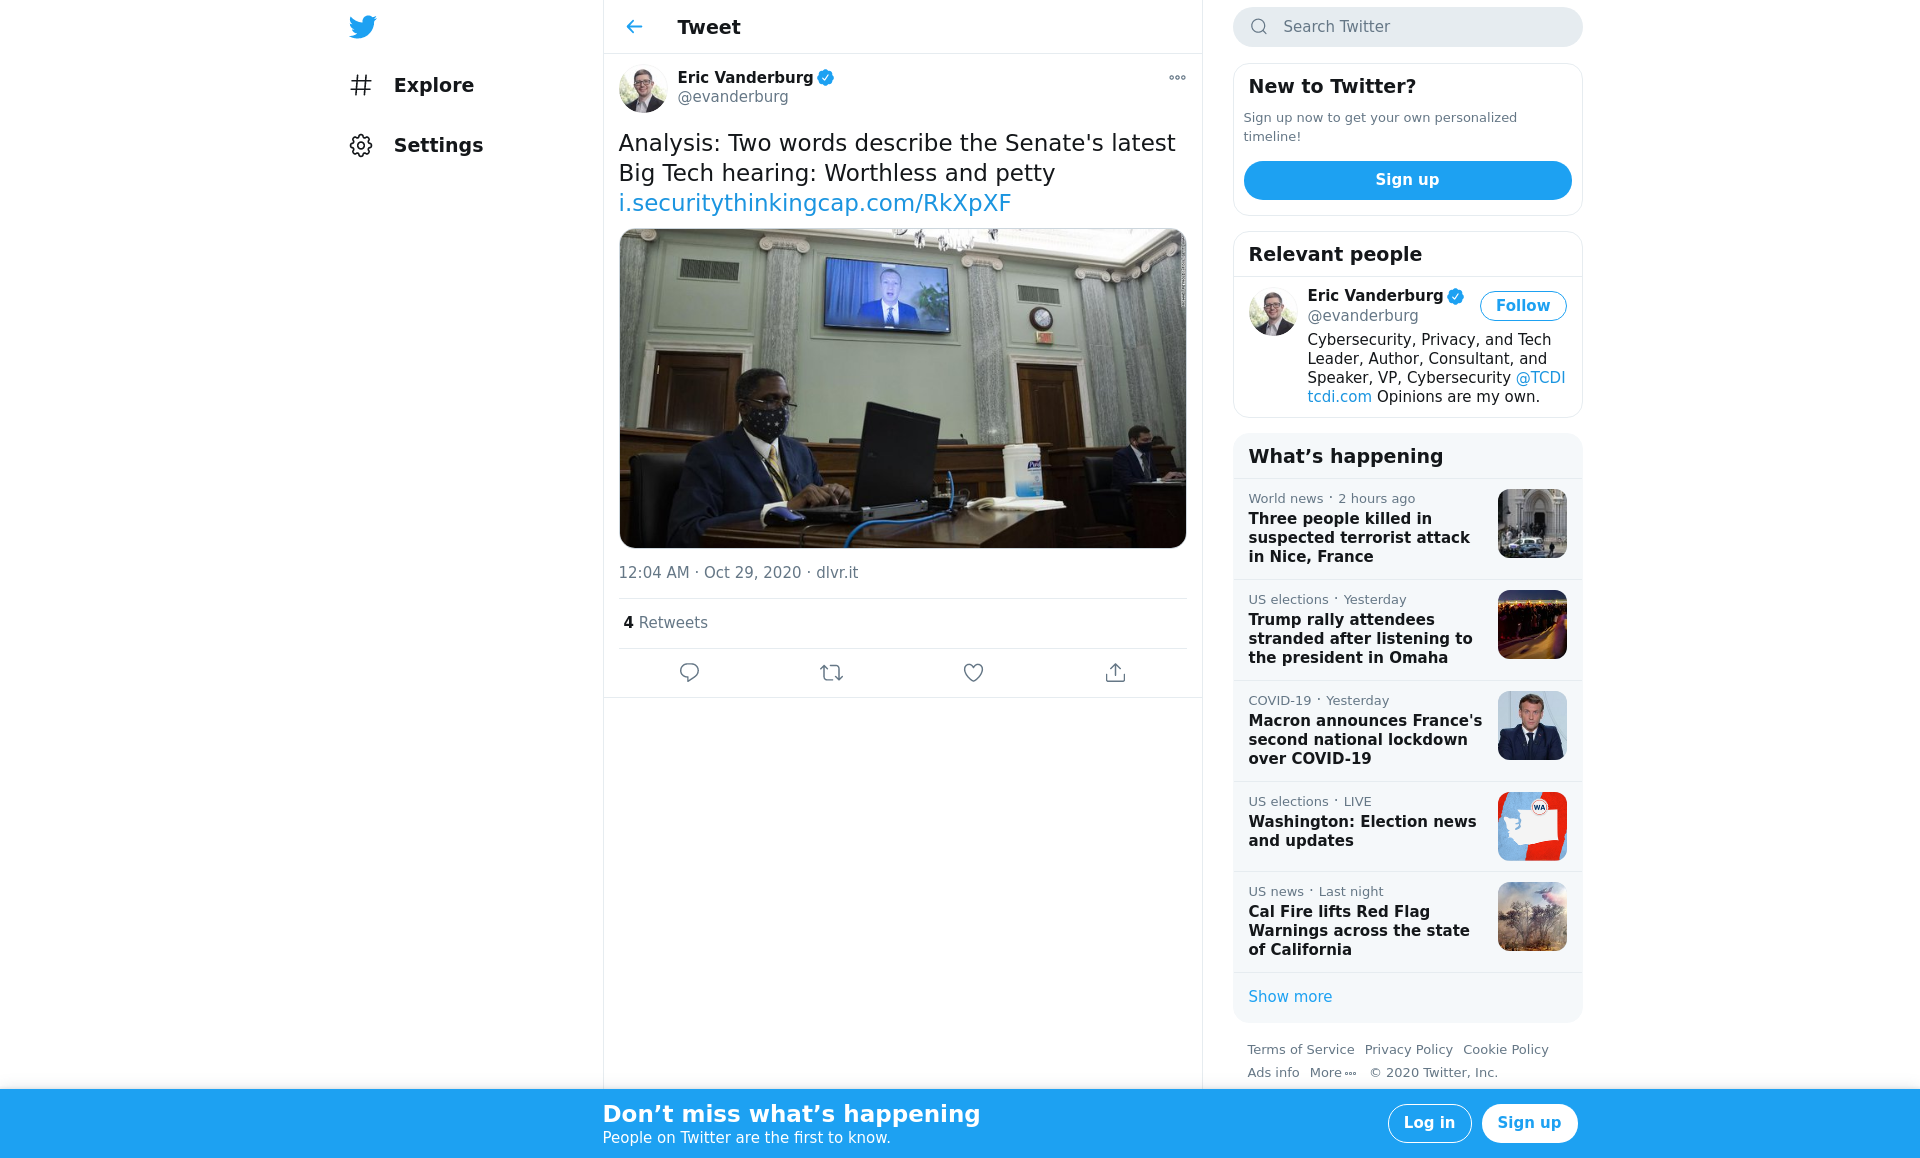 Explore
Settings
Tweet
Eric Vanderburg
@evanderburg
Analysis: Two words describe the Senate's latest
Big Tech hearing: Worthless and petty
i.securitythinkingcap.com/RkXpXF
12:04 AM · Oct 29, 2020 · dlvr.it
4 Retweets
Search Twitter
New to Twitter?
Sign up now to get your own personalized
timeline!
Sign up
Relevant people
Eric Vanderburg
@evanderburg
Follow
Cybersecurity, Privacy, and Tech
Leader, Author, Consultant, and
Speaker, VP, Cybersecurity @TCDI
tcdi.com Opinions are my own.
What’s happening
World news · 2 hours ago
Three people killed in
suspected terrorist attack
in Nice, France
US elections · Yesterday
Trump rally attendees
stranded after listening to
the president in Omaha
COVID-19 · Yesterday
Macron announces France's
second national lockdown
over COVID-19
US elections · LIVE
Washington: Election news
and updates
WA
US news · Last night
Cal Fire lifts Red Flag
Warnings across the state
of California
Show more
Terms of Service Privacy Policy Cookie Policy
Ads info More © 2020 Twitter, Inc.
Don’t miss what’s happening
People on Twitter are the first to know.
Log in
Sign up